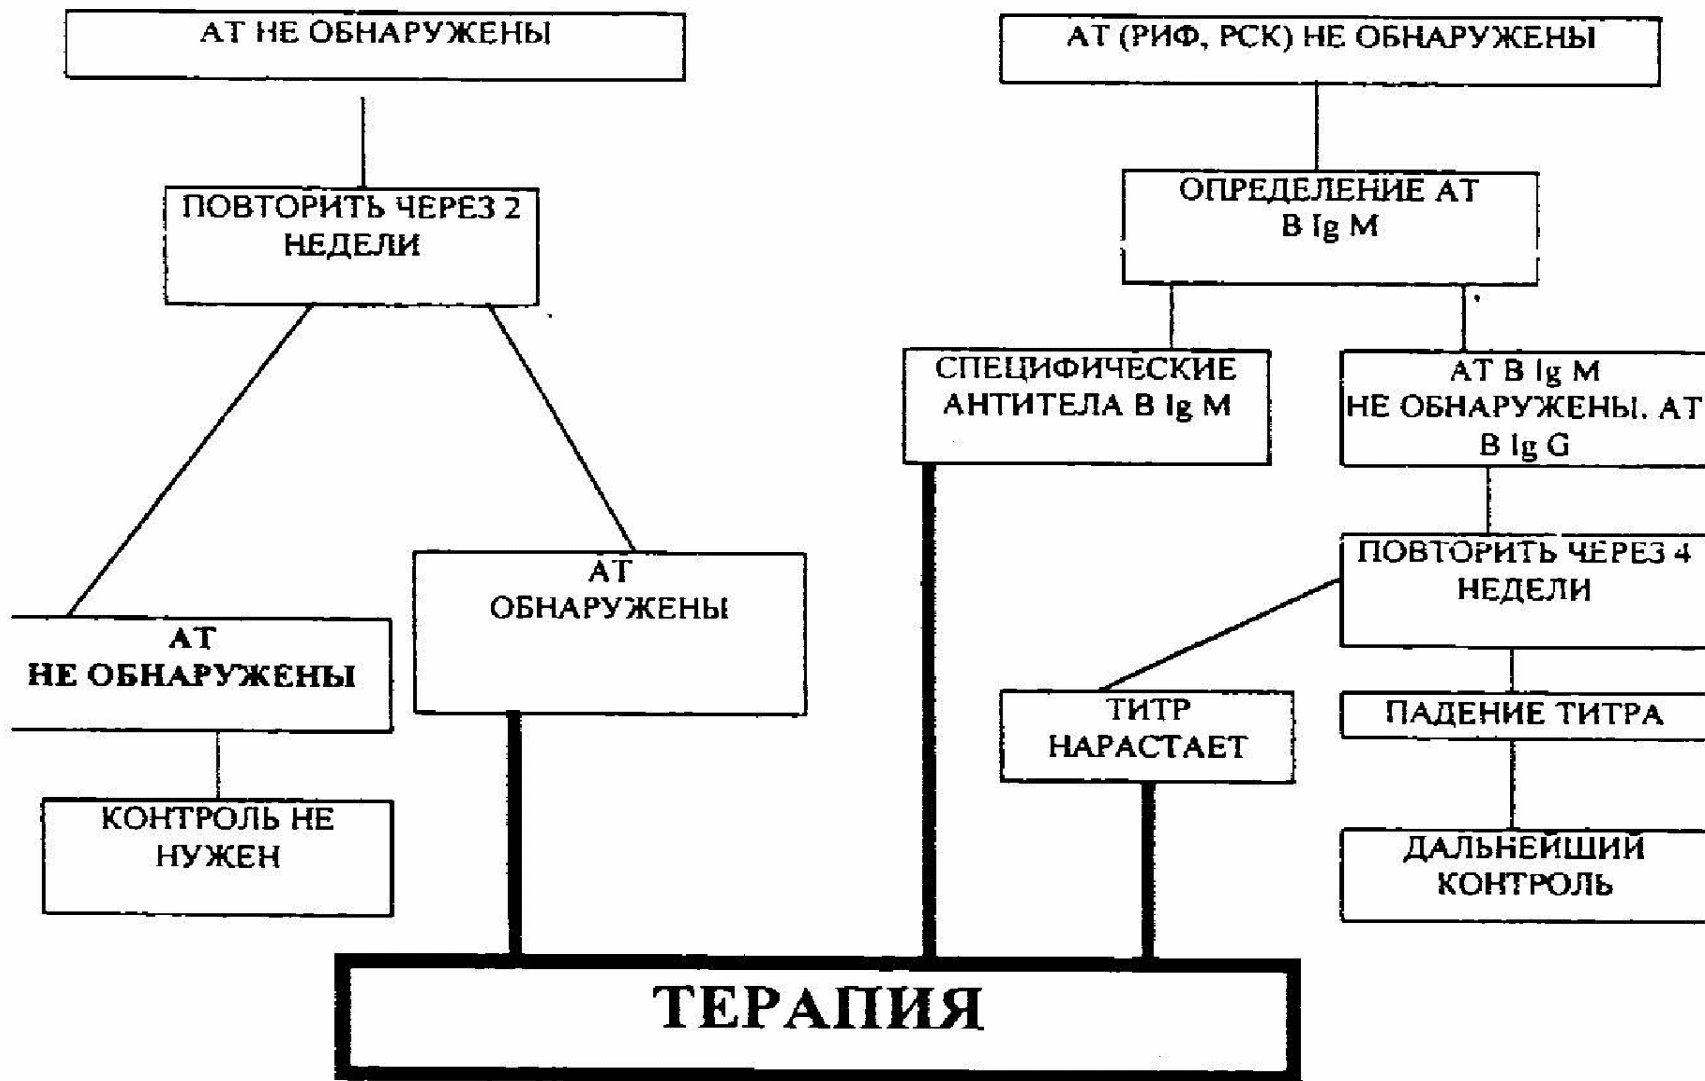 АТ НЕ ОБНАРУЖЕНЫ
АТ (РИФ, РСК) НЕ ОБНАРУЖЕНЫ
ПОВТОРИТЬ ЧЕРЕЗ 2
НЕДЕЛИ
ОПРЕДЕЛЕНИЕ АТ
В Ig M
СПЕЦИФИЧЕСКИЕ
АНТИТЕЛА В Ig M
АТ В Ig M
НЕ ОБНАРУЖЕНЫ. АТ
В Ig G
АТ
ОБНАРУЖЕНЫ
ПОВТОРИТЬ ЧЕРЕЗ 4
НЕДЕЛИ
АТ
НЕ ОБНАРУЖЕНЫ
ТИТР
НАРАСТАЕТ
ПАДЕНИЕ ТИТРА
КОНТРОЛЬ НЕ
НУЖЕН
ДАЛЬНЕЙШИЙ
КОНТРОЛЬ
ТЕРАПИЯ